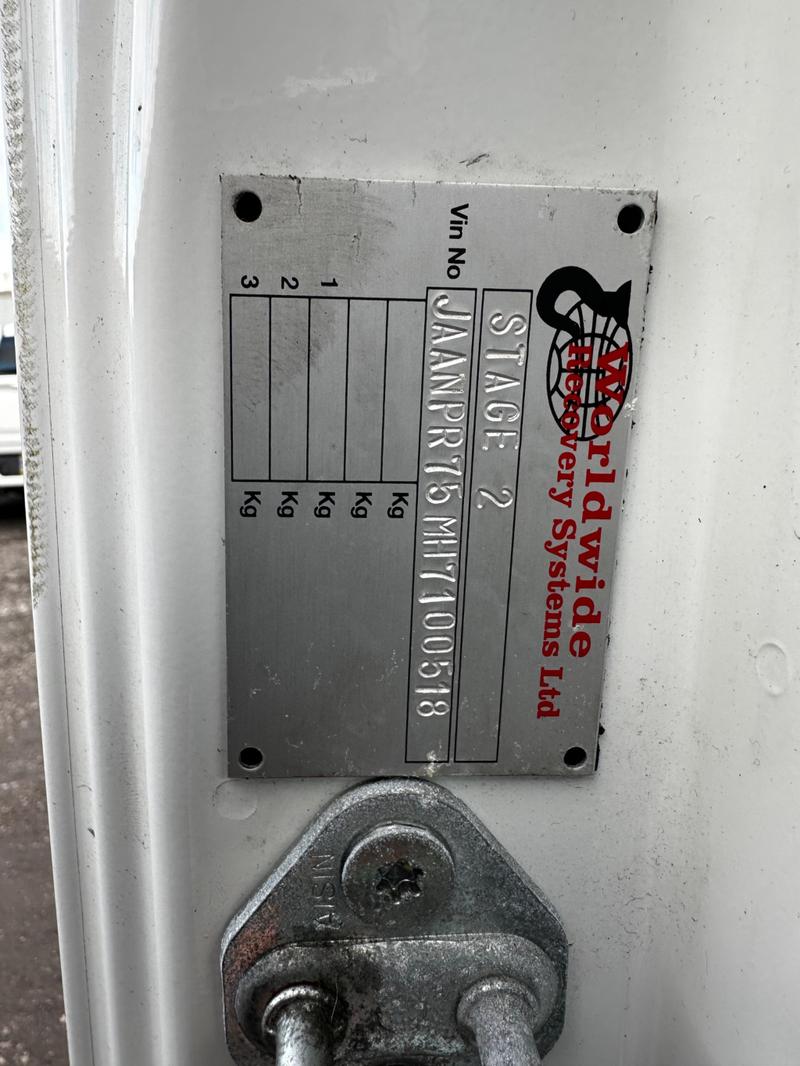 Worldwide
Recovery Systems Ltd
STAGE 2
Vin No JAANPR75MH7100518
Kg
Kg
1 Kg
2 Kg
3 Kg
AISIN